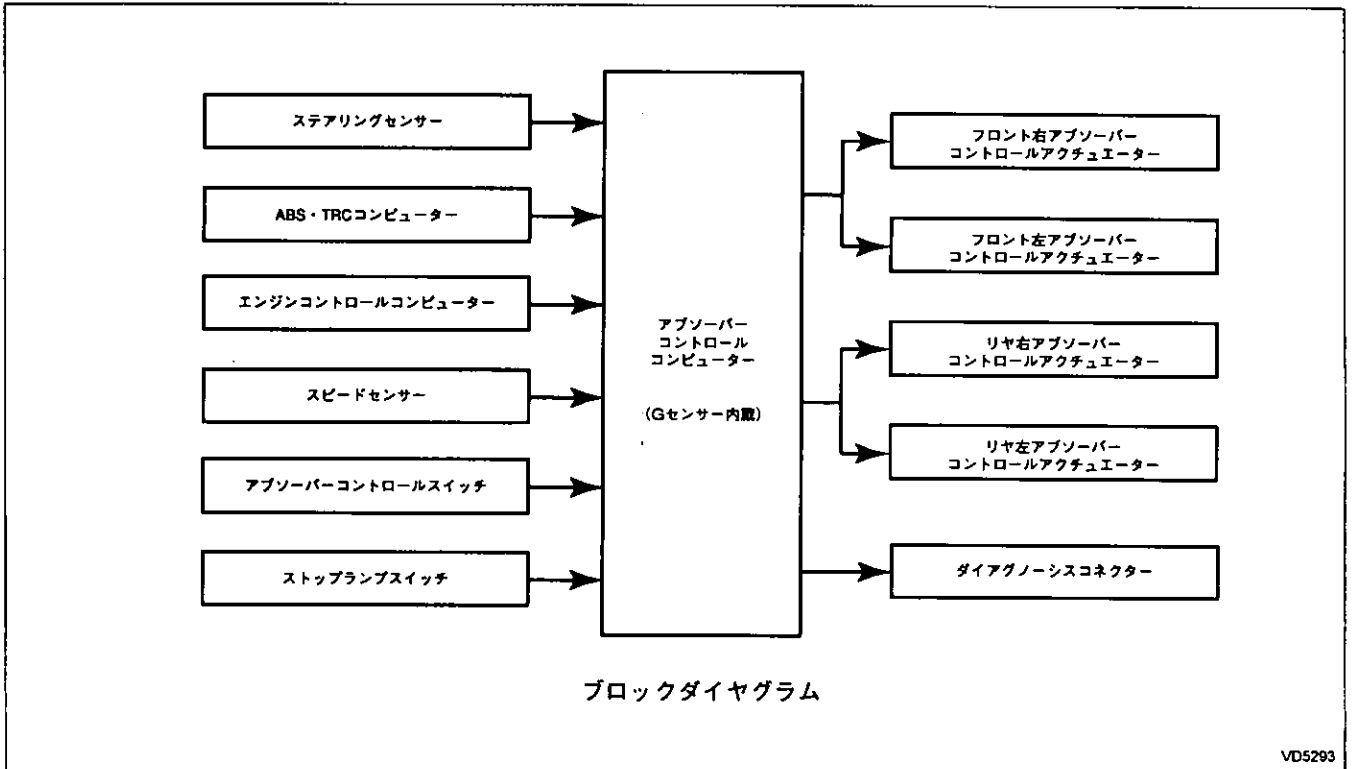 ステアリングセンサー
ABS・TRCコンピューター
エンジンコントロールコンピューター
スピードセンサー
アブソーバーコントロールスイッチ
ストップランプスイッチ
アブソーバー
コントロール
コンピューター
(Gセンサー内蔵)
フロント右アブソーバー
コントロールアクチュエーター
フロント左アブソーバー
コントロールアクチュエーター
リヤ右アブソーバー
コントロールアクチュエーター
リヤ左アブソーバー
コントロールアクチュエーター
ダイアグノーシスコネクター
ブロックダイヤグラム
VD5293